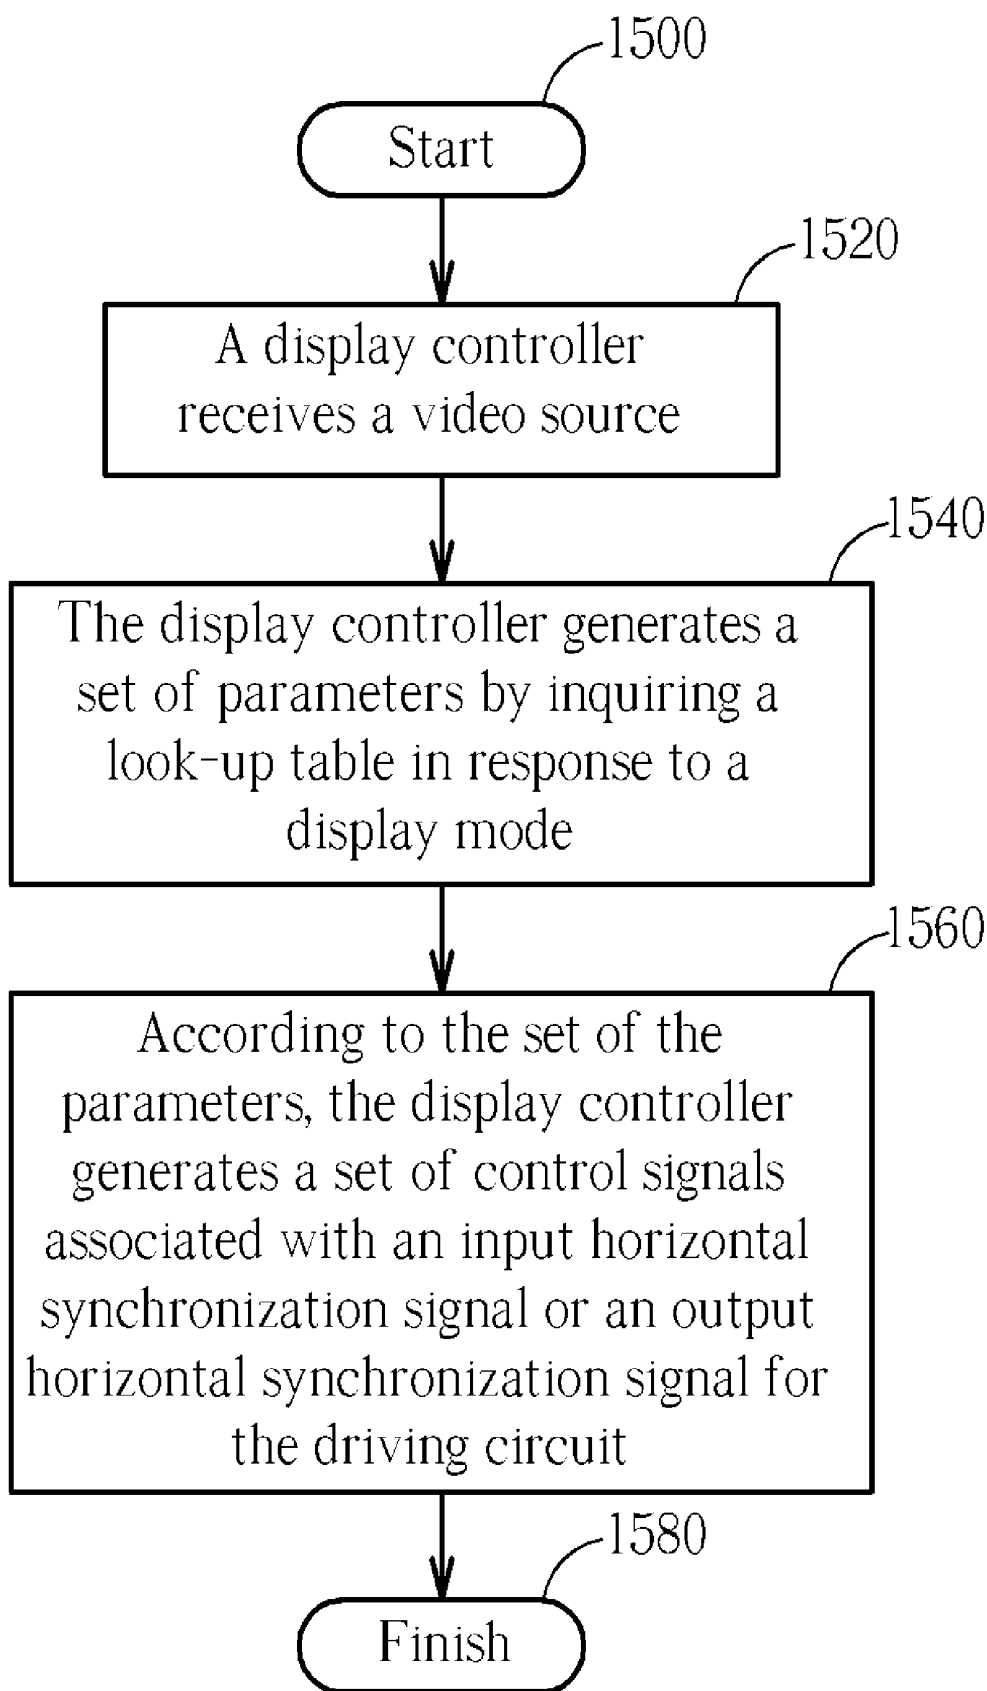 1500
Start
1520
A display controller
receives a video source
1540
The display controller generates a
set of parameters by inquiring a
look-up table in response to a
display mode
1560
According to the set of the
parameters, the display controller
generates a set of control signals
associated with an input horizontal
synchronization signal or an output
horizontal synchronization signal for
the driving circuit
1580
Finish